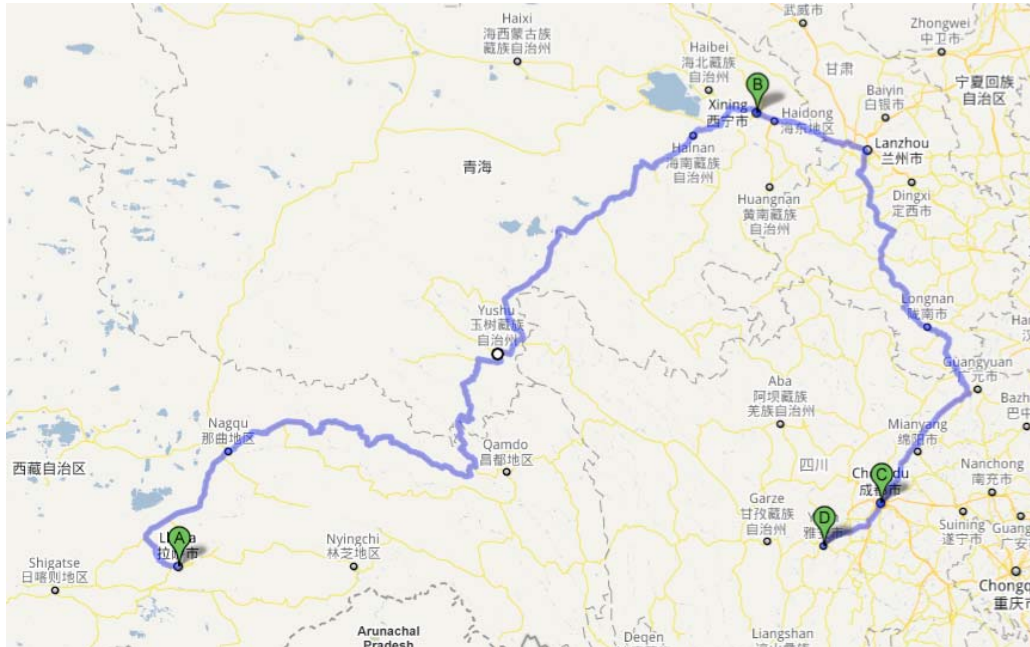 Haixi
海西蒙古族
藏族自治州
武威市
Zhongwei
中卫市
Haibei
海北藏族
自治州
甘肃
宁夏回族
自治区
Baiyin
白银市
B
Xining
西宁市
Haidong
海东地区
Lanzhou
兰州市
Hainan
海南藏族
自治州
青海
Dingxi
定西市
Huangnan
黄南藏族
自治州
Longnan
陇南市
Yushu
玉树藏族
自治州
Guangyuan
元市
Aba
阿坝藏族
羌族自治州
Nagqu
那曲地区
Mianyang
绵阳市
西藏自治区
Qamdo
昌都地区
四川
C
Nanchong
南充市
Garze
甘孜藏族
自治州
D
Suining
遂宁市
A
拉萨市
Nyingchi
林芝地区
Shigatse
日喀则地区
重庆市
Arunachal
Pradesh
Deqen
Liangshan